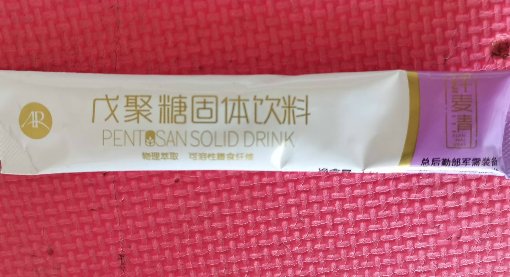 AR
戊聚糖固体饮料
PENTOSAN SOLID DRINK
物理萃取 可溶性膳食纤维
纤麦清
总后勤部军需装备